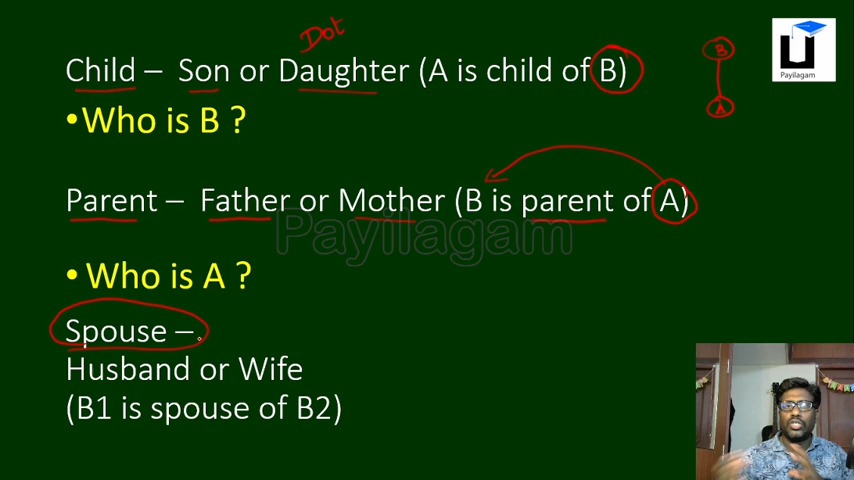 Dot
Child – Son or Daughter (A is child of B)
B
A
Payilagam
•Who is B ?
Parent – Father or Mother (B is parent of A)
Payilagam
• Who is A ?
Spouse –
Husband or Wife
(B1 is spouse of B2)